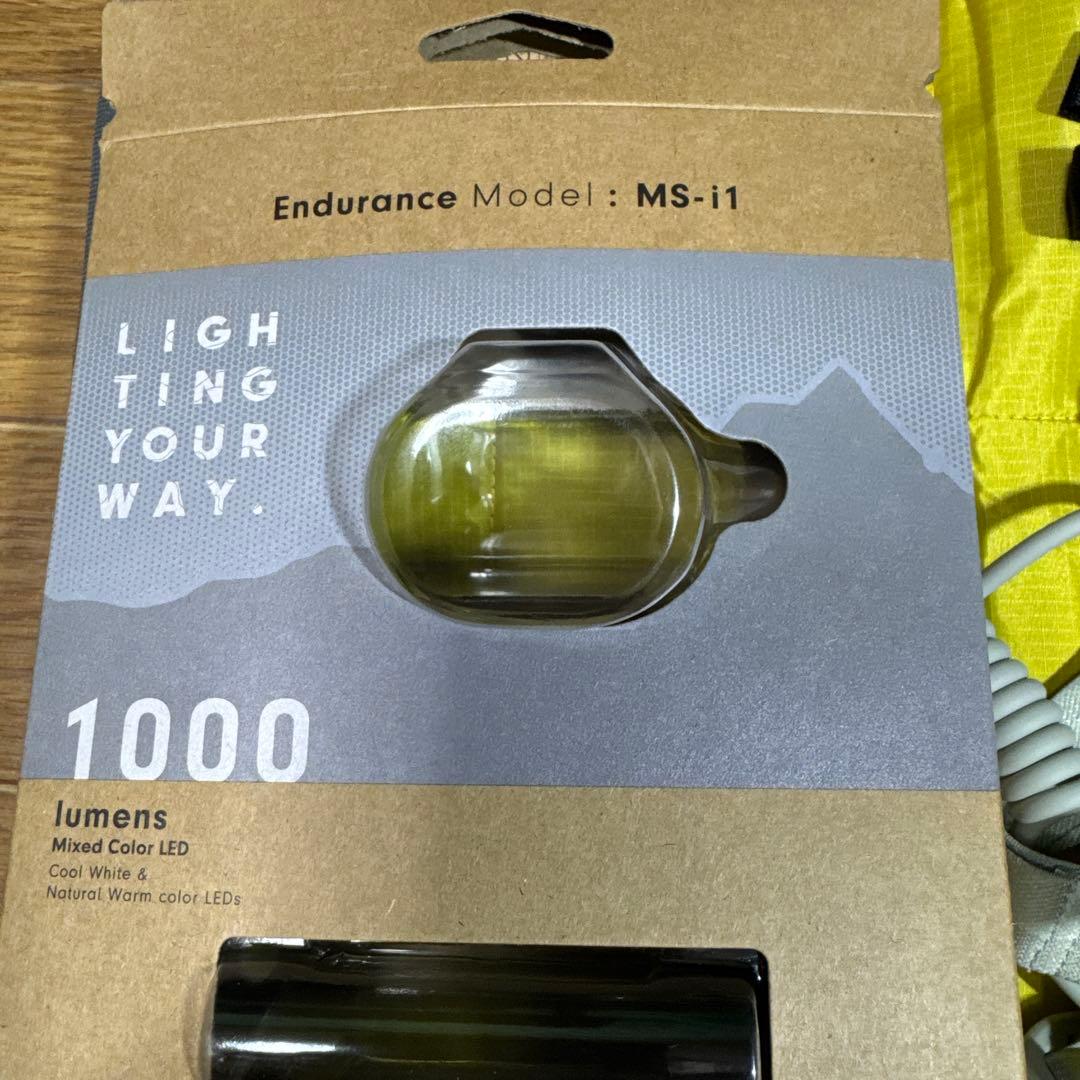 Endurance Model : MS-i1
LIGH
TING
YOUR
WAY.
1000
lumens
Mixed Color LED
Cool White &
Natural Warm color LEDs